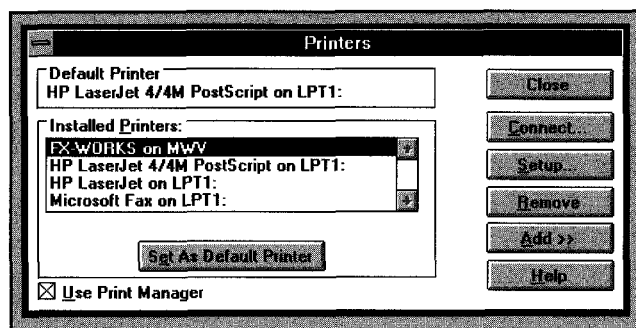 Printers
Default Printer
HP LaserJet 4/4M PostScript on LPT1:
Installed Printers:
FX-WORKS on MWV
HP LaserJet 4/4M PostScript on LPT1:
HP LaserJet on LPT1:
Microsoft Fax on LPT1:
Set As Default Printer
Use Print Manager
Close
Connect...
Setup...
Remove
Add >>
Help